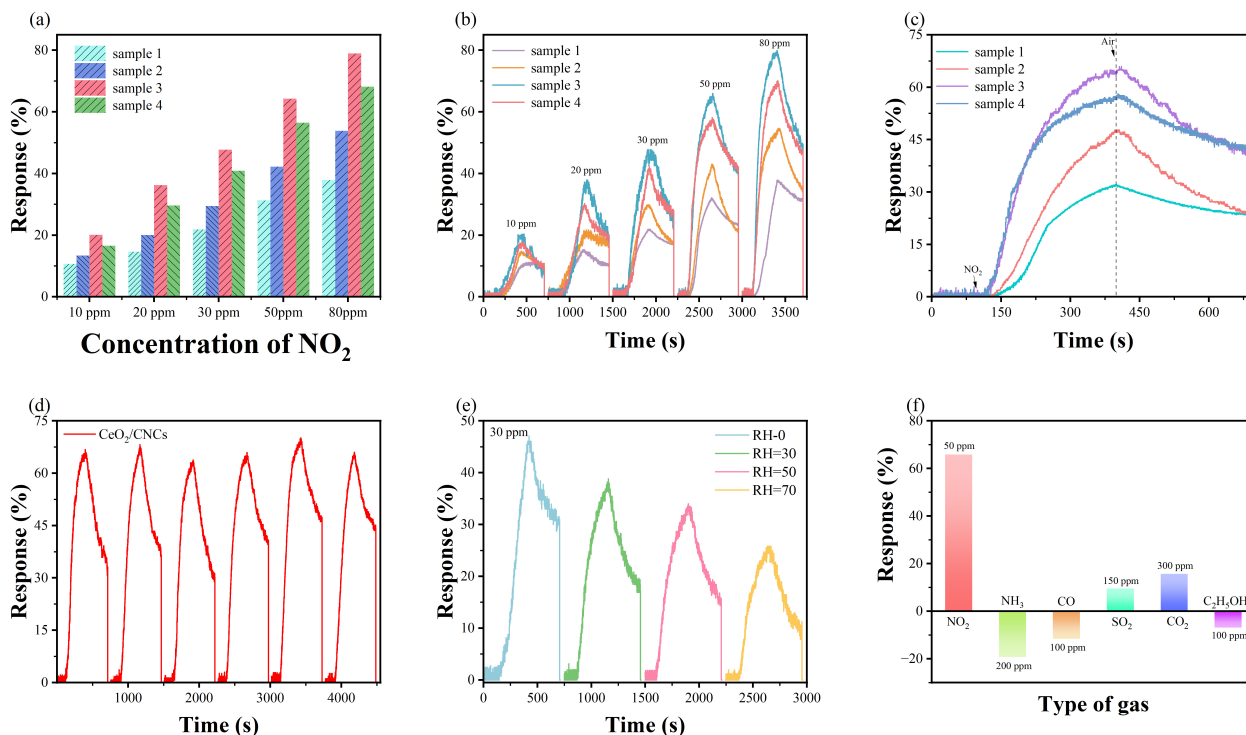 (a)
80
60
40
20
0
Response (%)
sample 1
sample 2
sample 3
sample 4
10 ppm 20 ppm 30 ppm 50ppm 80ppm
Concentration of NO₂
(b)
80
60
40
20
0
Response (%)
sample 1
sample 2
sample 3
sample 4
10 ppm
20 ppm
30 ppm
50 ppm
80 ppm
0 500 1000 1500 2000 2500 3000 3500
Time (s)
(c)
75
60
45
30
15
0
Response (%)
sample 1
sample 2
sample 3
sample 4
Air
NO₂
0 150 300 450 600
Time (s)
(d)
75
60
45
30
15
0
Response (%)
CeO₂/CNCs
1000 2000 3000 4000
Time (s)
(e)
50
40
30
20
10
0
Response (%)
30 ppm
RH-0
RH=30
RH=50
RH=70
0 500 1000 1500 2000 2500 3000
Time (s)
(f)
80
60
40
20
0
−20
Response (%)
50 ppm
NO₂
NH₃
200 ppm
CO
100 ppm
150 ppm
SO₂
300 ppm
CO₂
C₂H₅OH
100 ppm
Type of gas